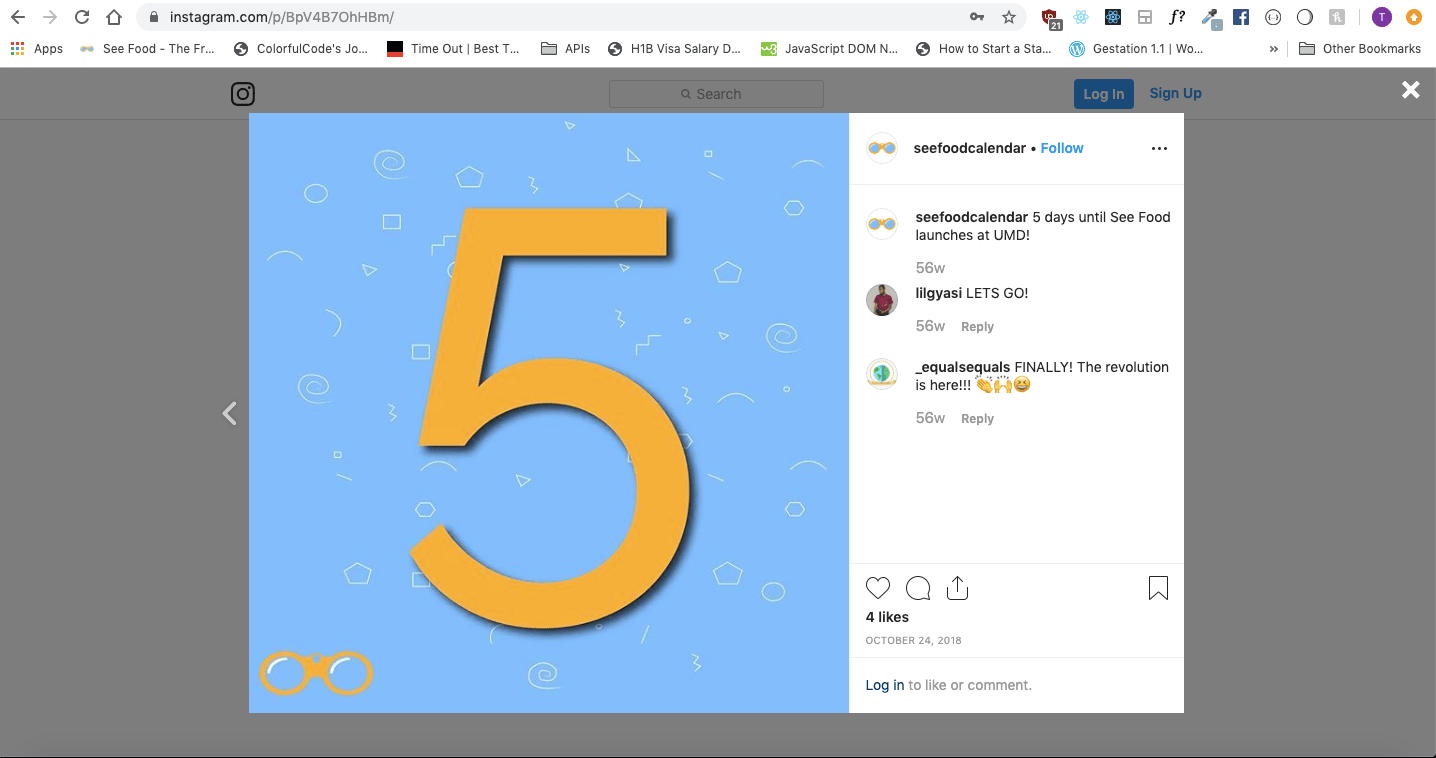 instagram.com/p/BpV4B7OhHBm/
21
f?
T
Apps
See Food - The Fr...
ColorfulCode's Jo...
Time Out | Best T...
APIs
H1B Visa Salary D...
w3
JavaScript DOM N...
How to Start a Sta...
Gestation 1.1 | Wo...
»
Other Bookmarks
Search
Log In
Sign Up
5
seefoodcalendar • Follow
seefoodcalendar 5 days until See Food
launches at UMD!
56w
lilgyasi LETS GO!
56w Reply
_equalsequals FINALLY! The revolution
is here!!! 👏🙌😆
56w Reply
4 likes
OCTOBER 24, 2018
Log in to like or comment.